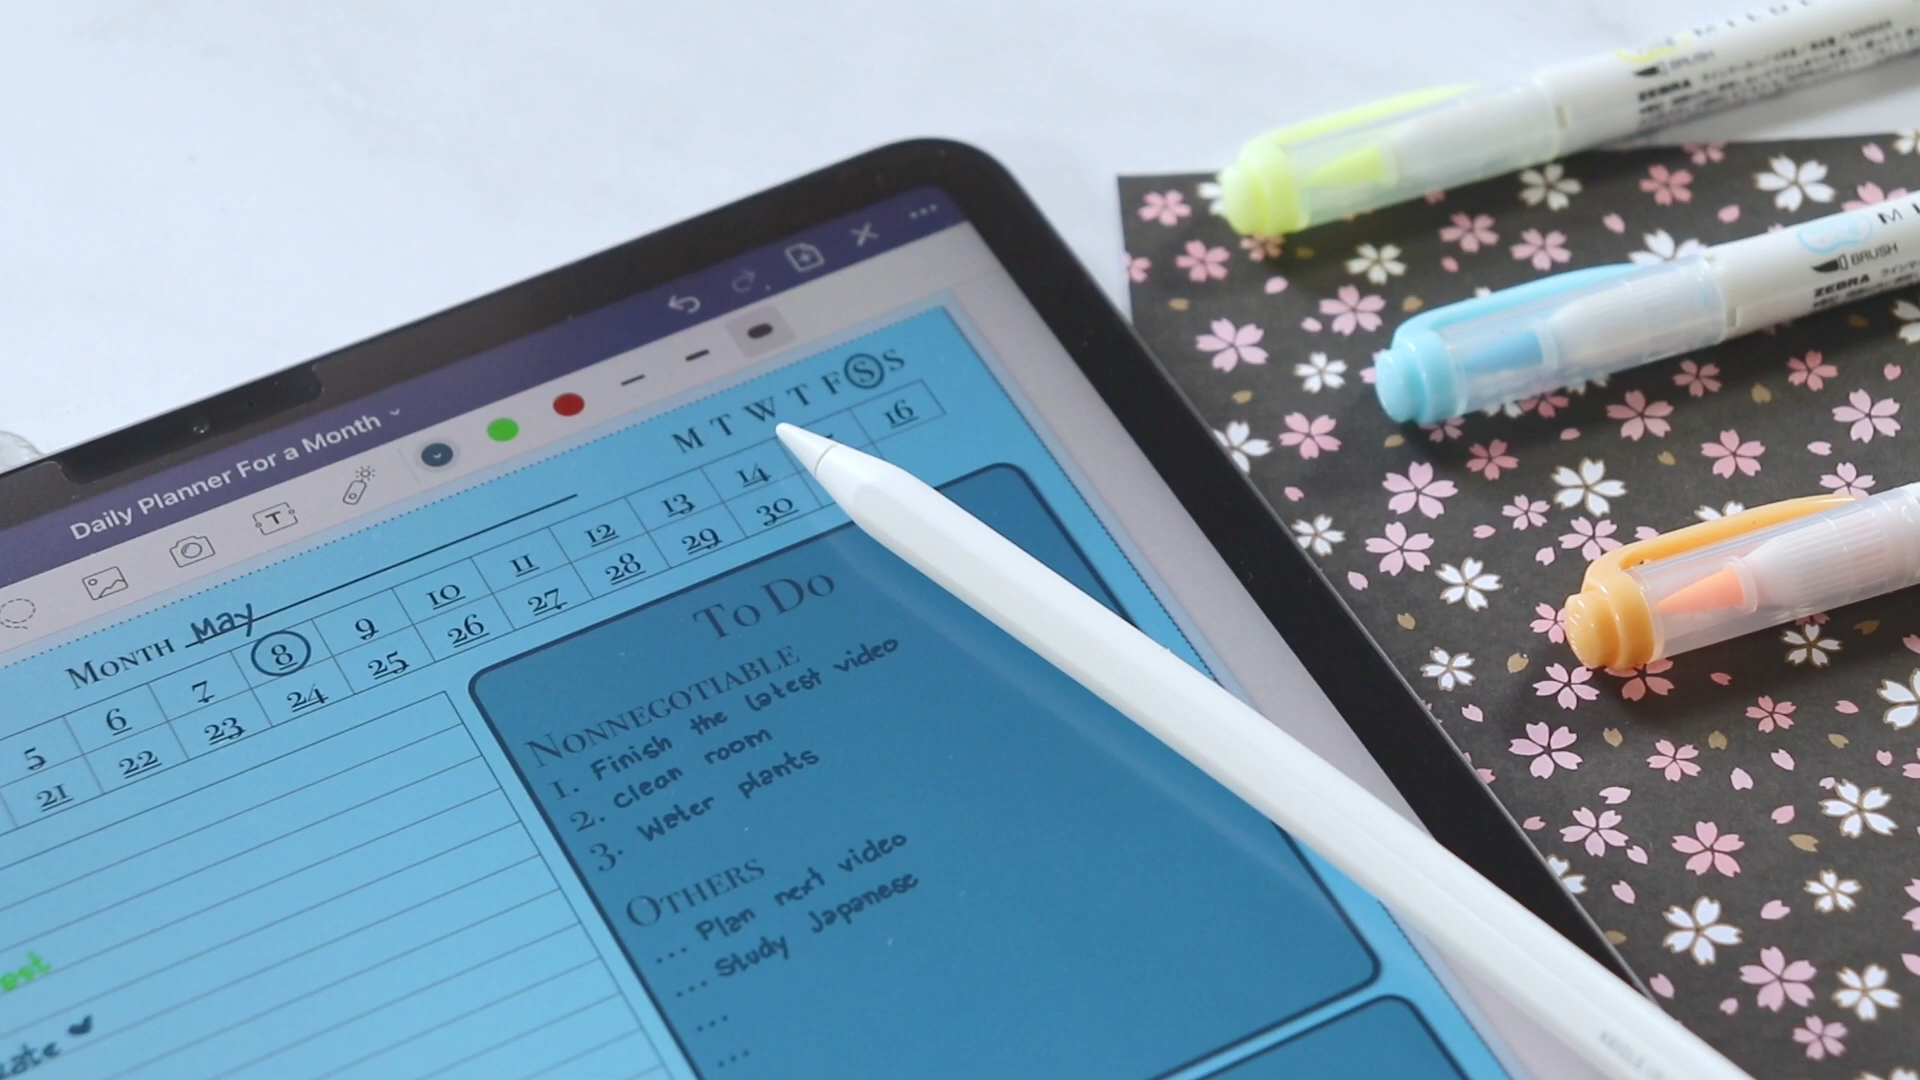 Daily Planner For a Month
T
M T W T F S S
MONTH May
5 6 7 8 9 10 11 12 13 14 16
21 22 23 24 25 26 27 28 29 30
TO DO
NONNEGOTIABLE
1. Finish the latest video
2. clean room
3. Water plants
OTHERS
... Plan next video
... Study Japanese
...
...
BRUSH
ZEBRA
BRUSH
ZEBRA